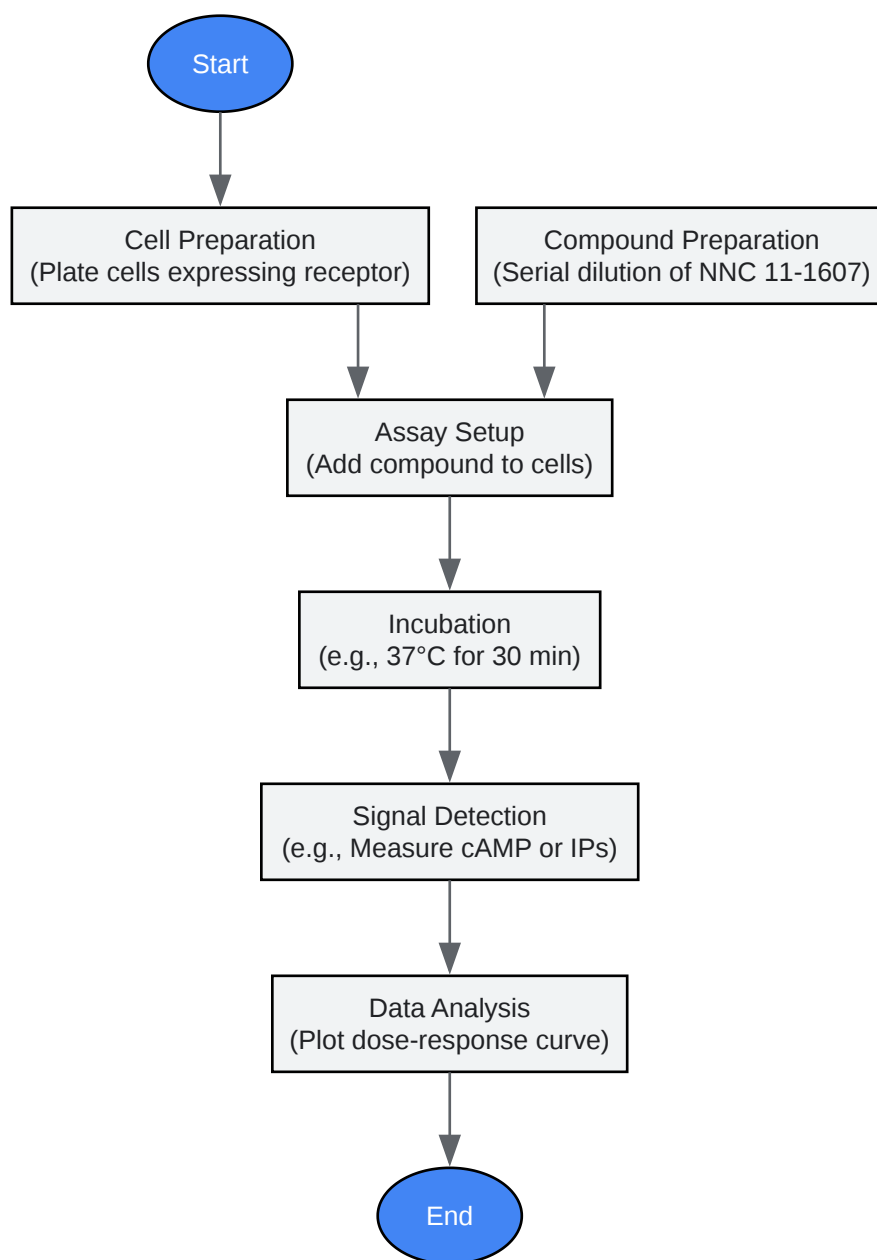 Start
Cell Preparation
(Plate cells expressing receptor)
Compound Preparation
(Serial dilution of NNC 11-1607)
Assay Setup
(Add compound to cells)
Incubation
(e.g., 37°C for 30 min)
Signal Detection
(e.g., Measure cAMP or IPs)
Data Analysis
(Plot dose-response curve)
End